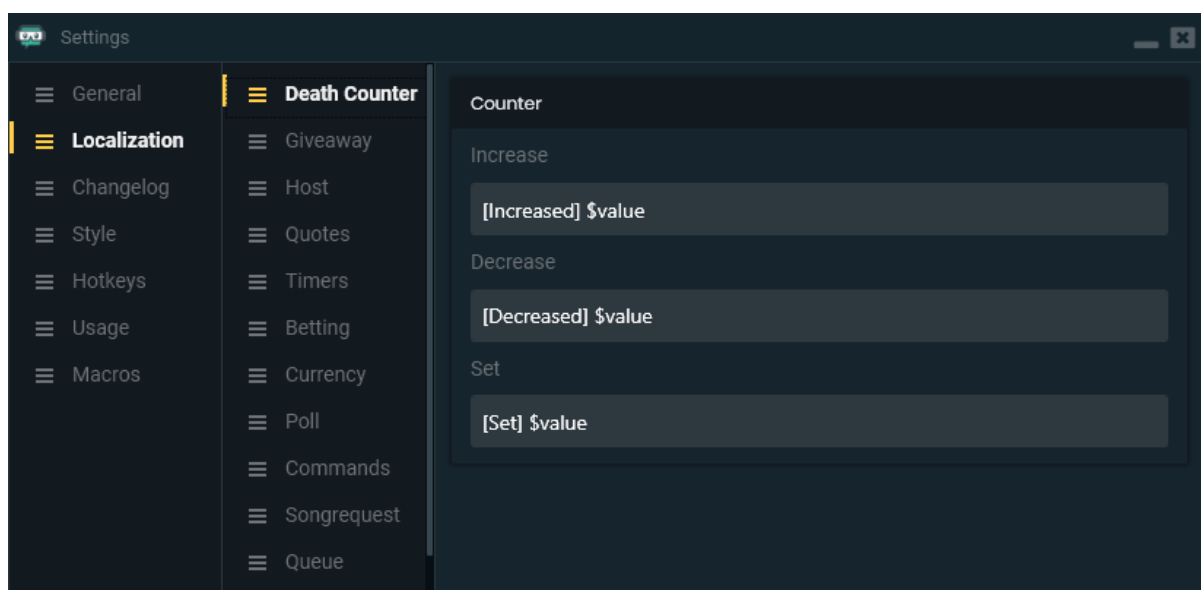 Settings
General
Localization
Changelog
Style
Hotkeys
Usage
Macros
Death Counter
Giveaway
Host
Quotes
Timers
Betting
Currency
Poll
Commands
Songrequest
Queue
Counter
Increase
[Increased] $value
Decrease
[Decreased] $value
Set
[Set] $value